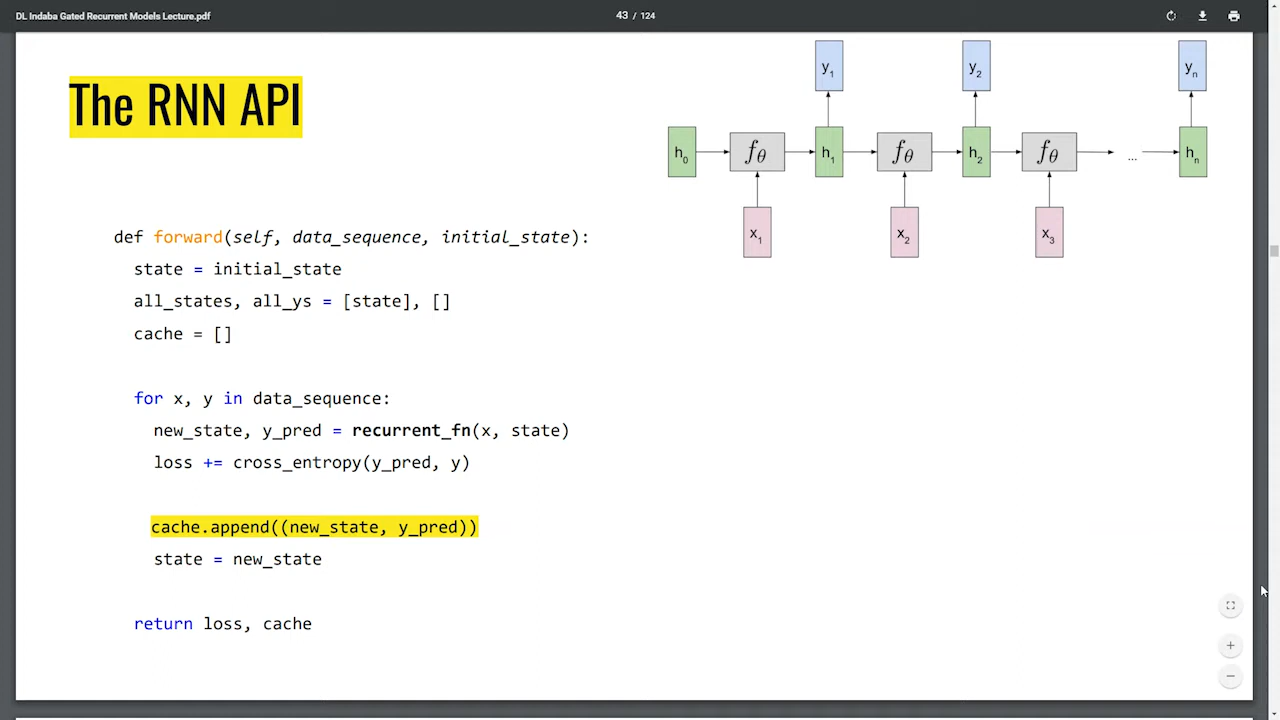 DL Indaba Gated Recurrent Models Lecture.pdf
43 / 124
The RNN API
y1 y2 yn
h0 fθ h1 fθ h2 fθ ... hn
x1 x2 x3
def forward(self, data_sequence, initial_state):
state = initial_state
all_states, all_ys = [state], []
cache = []
for x, y in data_sequence:
new_state, y_pred = recurrent_fn(x, state)
loss += cross_entropy(y_pred, y)
cache.append((new_state, y_pred))
state = new_state
return loss, cache